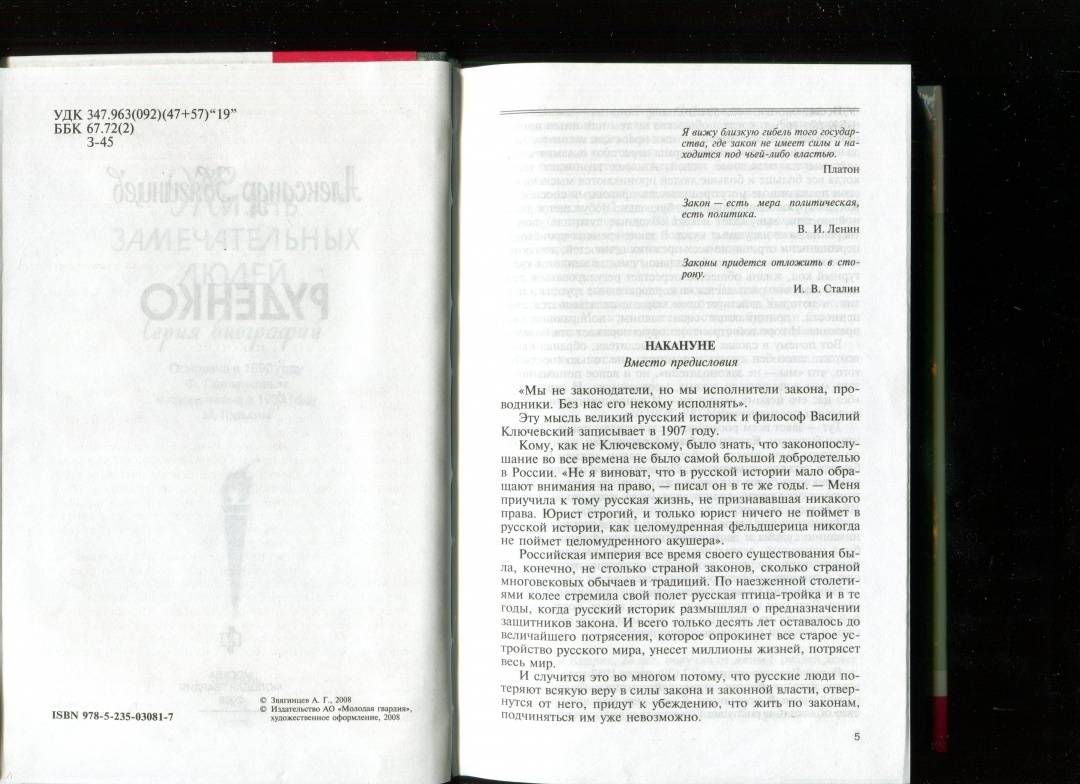 УДК 347.963(092)(47+57)“19”
ББК 67.72(2)
З-45
ЗАМЕЧАТЕЛЬНЫХ
ЛЮДЕЙ
РУДЕНКО
Серия биографий
ISBN 978-5-235-03081-7
© Звягинцев А. Г., 2008
© Издательство АО «Молодая гвардия»,
художественное оформление, 2008
Я вижу близкую гибель того государ-
ства, где закон не имеет силы и на-
ходится под чьей-либо властью.
Платон
Закон — есть мера политическая,
есть политика.
В. И. Ленин
Законы придется отложить в сто-
рону.
И. В. Сталин
НАКАНУНЕ
Вместо предисловия
«Мы не законодатели, но мы исполнители закона, про-
водники. Без нас его некому исполнять».
Эту мысль великий русский историк и философ Василий
Ключевский записывает в 1907 году.
Кому, как не Ключевскому, было знать, что законопослу-
шание во все времена не было самой большой добродетелью
в России. «Не я виноват, что в русской истории мало обра-
щают внимания на право, — писал он в те же годы. — Меня
приучила к тому русская жизнь, не признававшая никакого
права. Юрист строгий, и только юрист ничего не поймет в
русской истории, как целомудренная фельдшерица никогда
не поймет целомудренного акушера».
Российская империя все время своего существования бы-
ла, конечно, не столько страной законов, сколько страной
многовековых обычаев и традиций. По наезженной столети-
ями колее стремила свой полет русская птица-тройка и в те
годы, когда русский историк размышлял о предназначении
защитников закона. И всего только десять лет оставалось до
величайшего потрясения, которое опрокинет все старое ус-
тройство русского мира, унесет миллионы жизней, потрясет
весь мир.
И случится это во многом потому, что русские люди по-
теряют всякую веру в силы закона и законной власти, отвер-
нутся от него, придут к убеждению, что жить по законам,
подчиняться им уже невозможно.
5